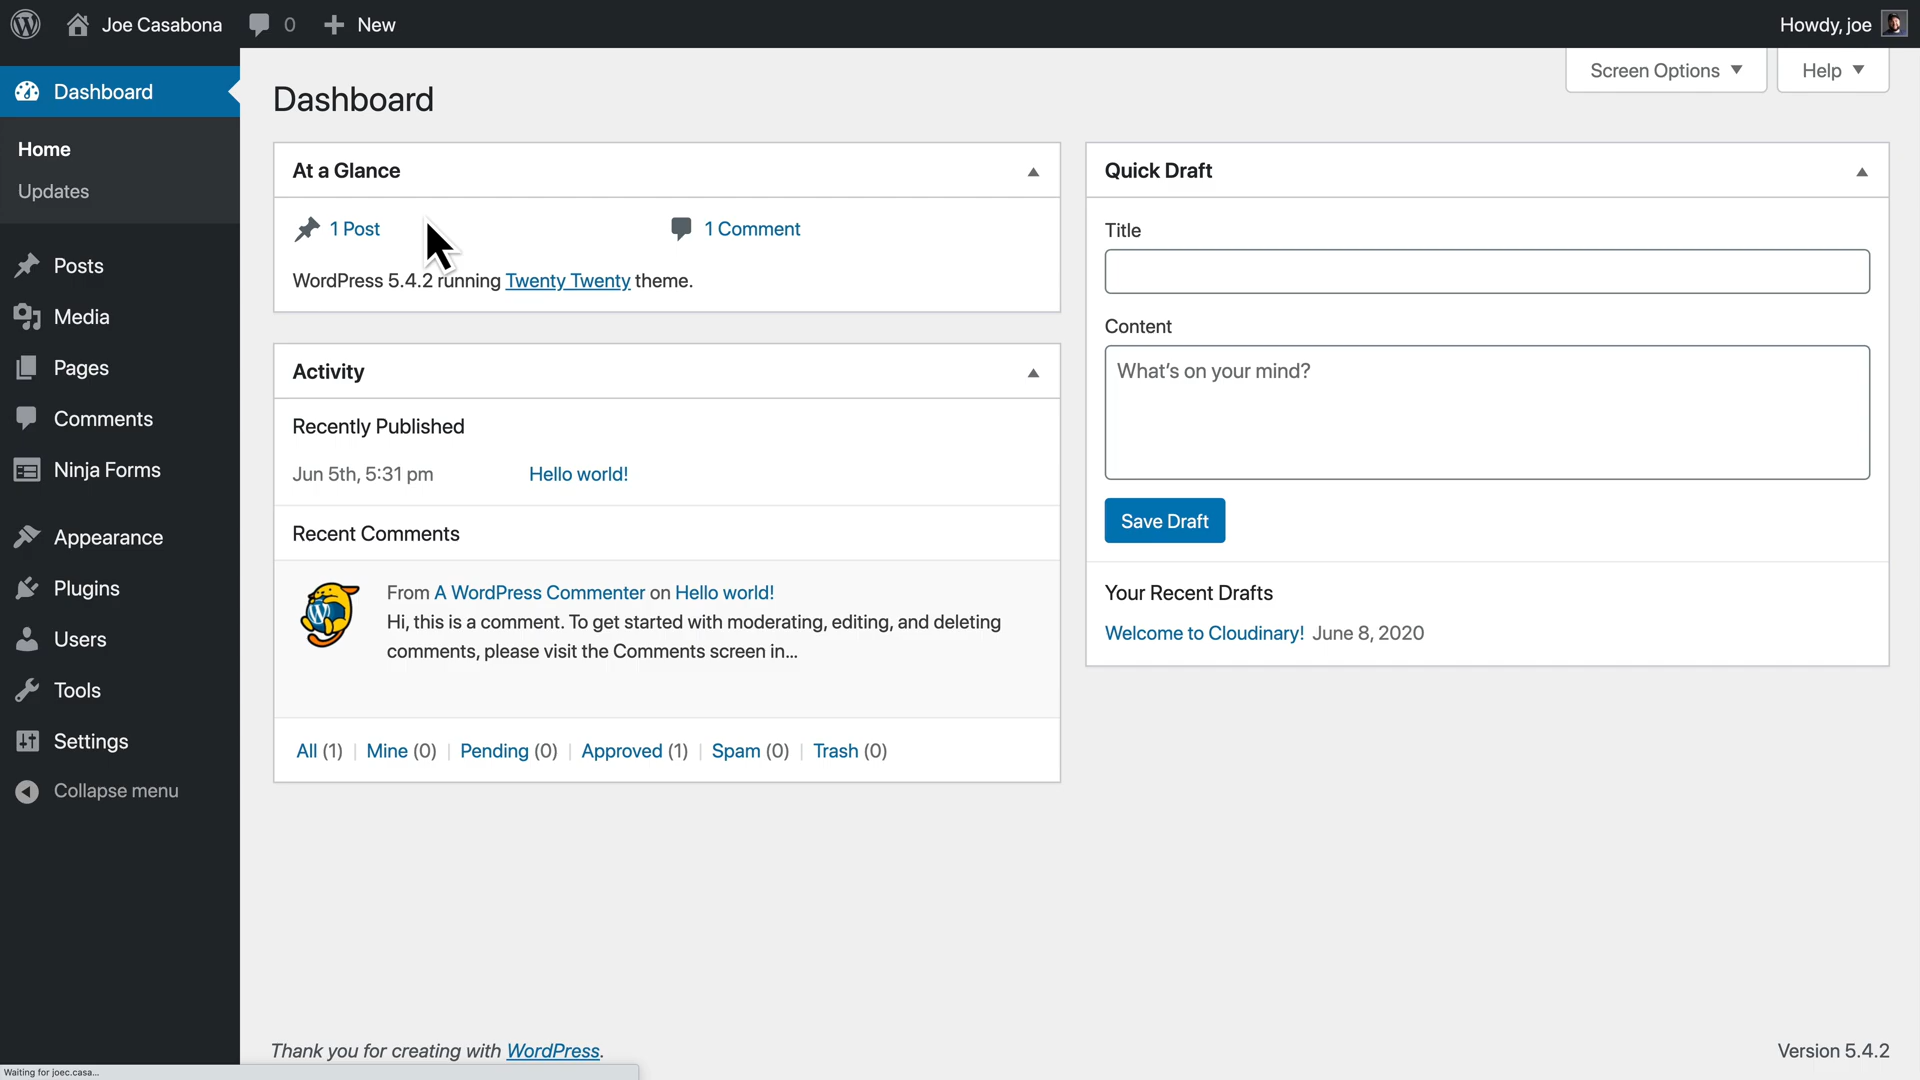 Joe Casabona
0
New
Howdy, joe
Dashboard
Home
Updates
Posts
Media
Pages
Comments
Ninja Forms
Appearance
Plugins
Users
Tools
Settings
Collapse menu
Screen Options
Help
Dashboard
At a Glance
1 Post
1 Comment
WordPress 5.4.2 running Twenty Twenty theme.
Activity
Recently Published
Jun 5th, 5:31 pm
Hello world!
Recent Comments
From A WordPress Commenter on Hello world!
Hi, this is a comment. To get started with moderating, editing, and deleting
comments, please visit the Comments screen in...
All (1) | Mine (0) | Pending (0) | Approved (1) | Spam (0) | Trash (0)
Quick Draft
Title
Content
What's on your mind?
Save Draft
Your Recent Drafts
Welcome to Cloudinary! June 8, 2020
Thank you for creating with WordPress.
Version 5.4.2
Waiting for joec.casa...